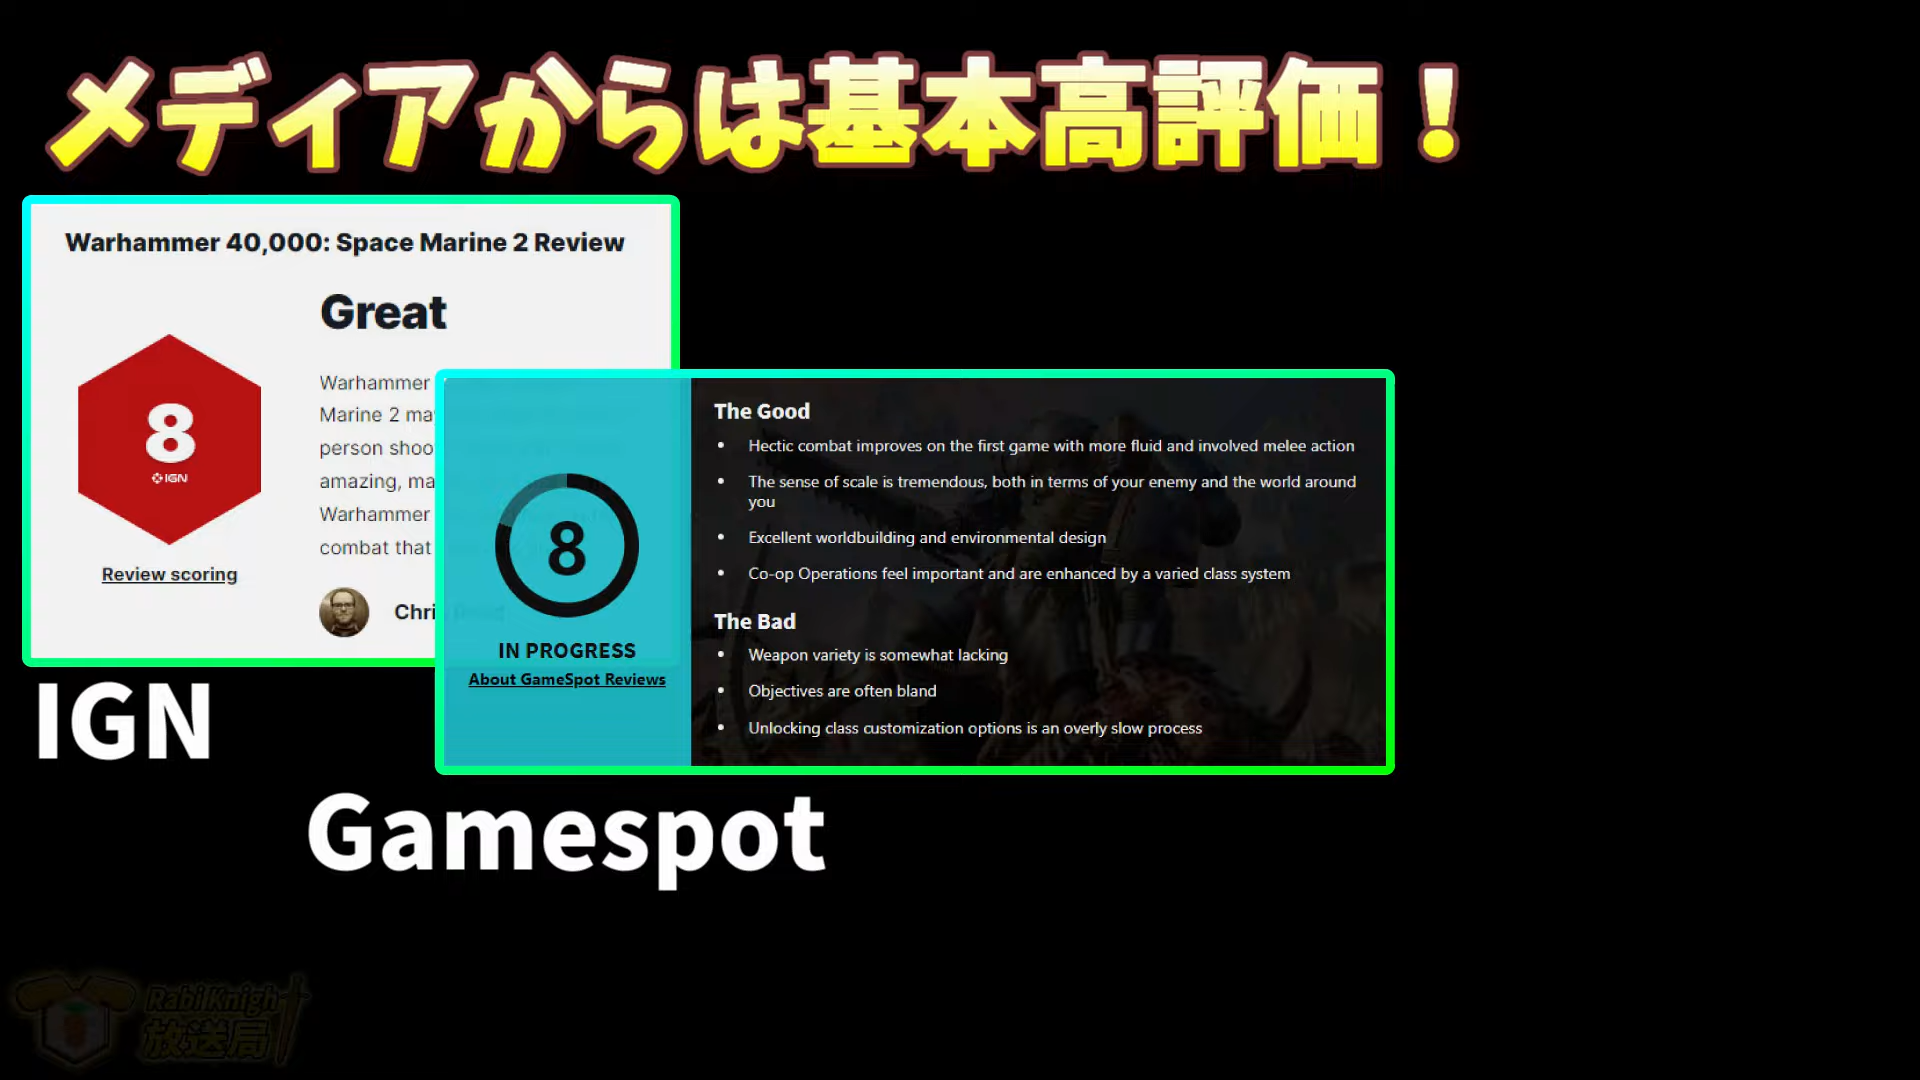 メディアからは基本高評価！
Warhammer 40,000: Space Marine 2 Review
Great
8
IGN
Warhammer
Marine 2 ma
person shoo
amazing, ma
Warhammer
combat that
Review scoring
Chri
8
IN PROGRESS
About GameSpot Reviews
The Good
• Hectic combat improves on the first game with more fluid and involved melee action
• The sense of scale is tremendous, both in terms of your enemy and the world around
you
• Excellent worldbuilding and environmental design
• Co-op Operations feel important and are enhanced by a varied class system
The Bad
• Weapon variety is somewhat lacking
• Objectives are often bland
• Unlocking class customization options is an overly slow process
IGN
Gamespot
RabiKnight
放送局